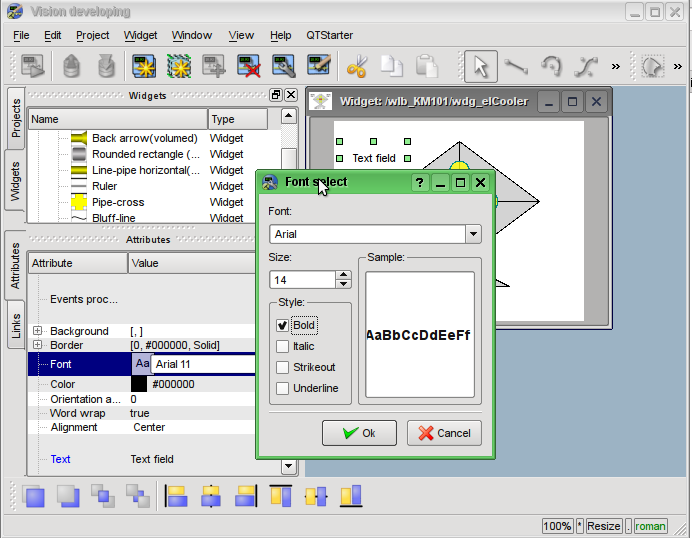 Vision developing
File Edit Project Widget Window View Help QTStarter
» »
Widgets
Name Type
Back arrow(volumed) Widget
Rounded rectangle (... Widget
Line-pipe horizontal(... Widget
Ruler Widget
Pipe-cross Widget
Bluff-line Widget
Projects
Widgets
Attributes
Links
Attributes
Attribute Value
Events proc...
Background [, ]
Border [0, #000000, Solid]
Font Aa Arial 11
Color #000000
Orientation a... 0
Word wrap true
Alignment Center
Text Text field
Widget: /wlb_KM101/wdg_elCooler
Text field
Font select
?
Font:
Arial
Size:
14
Style:
Bold
Italic
Strikeout
Underline
Sample:
AaBbCcDdEeFf
Ok Cancel
100% * Resize . roman